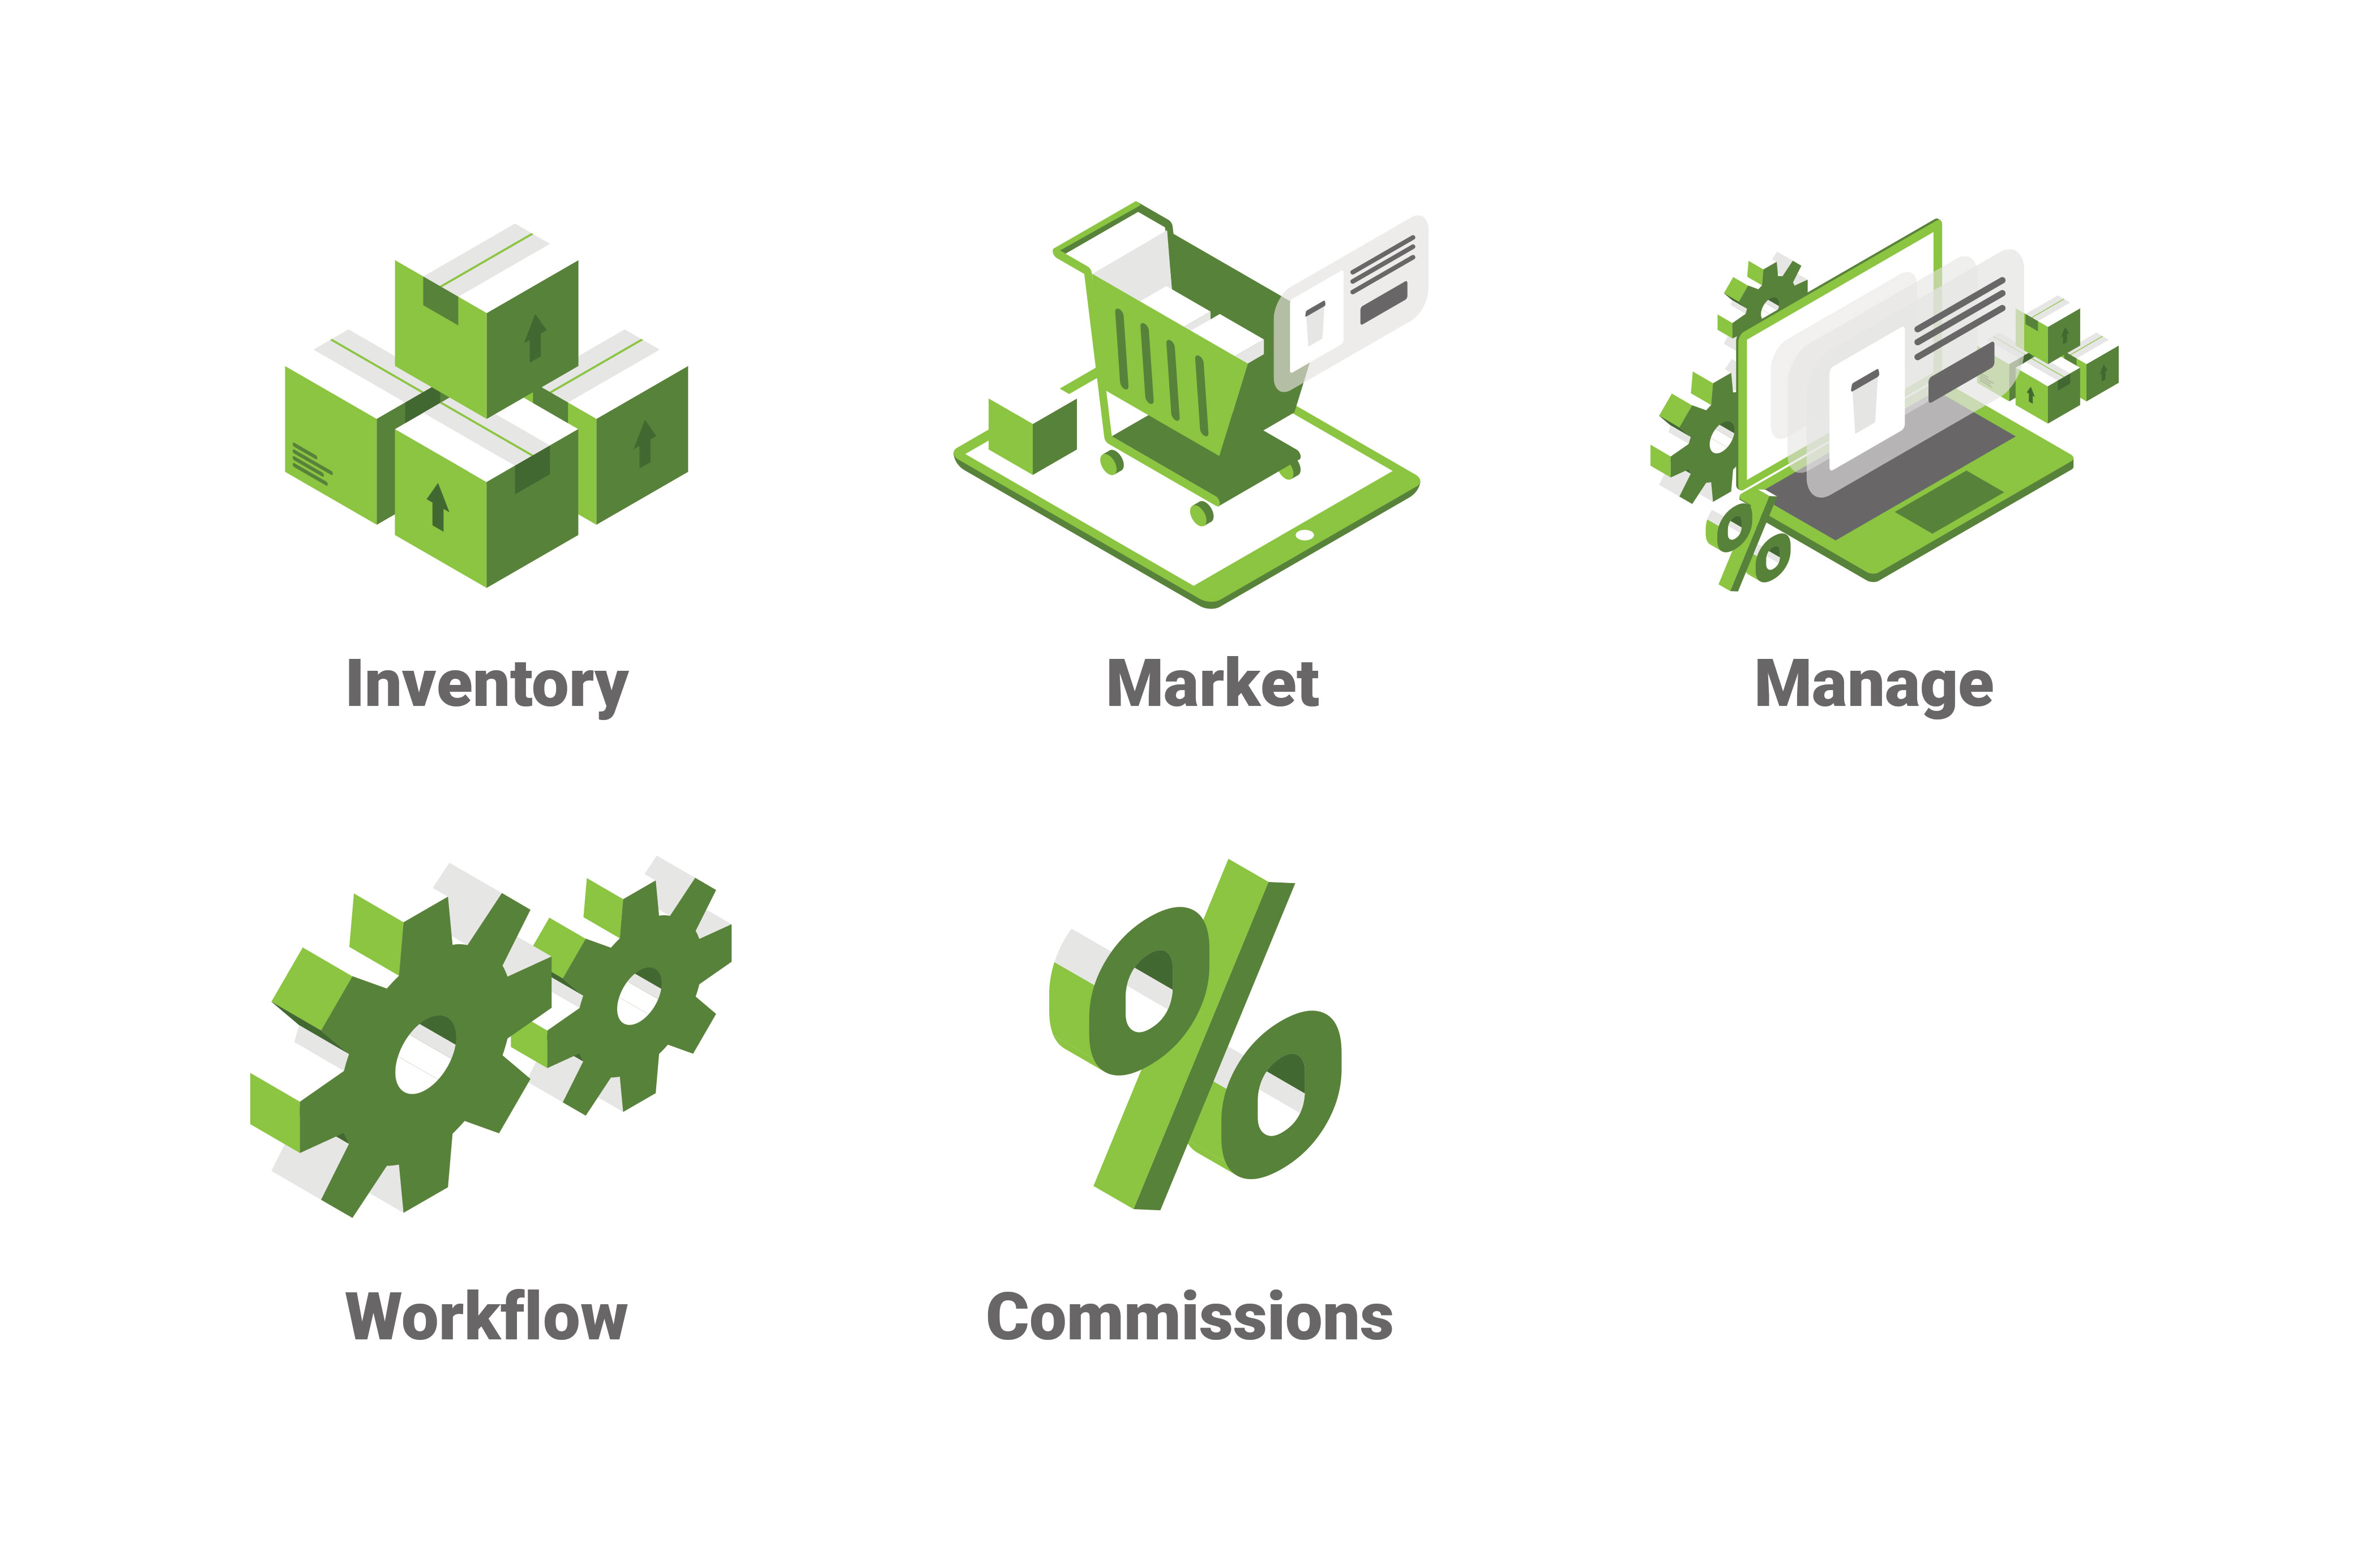 Inventory
Market
Manage
Workflow
Commissions